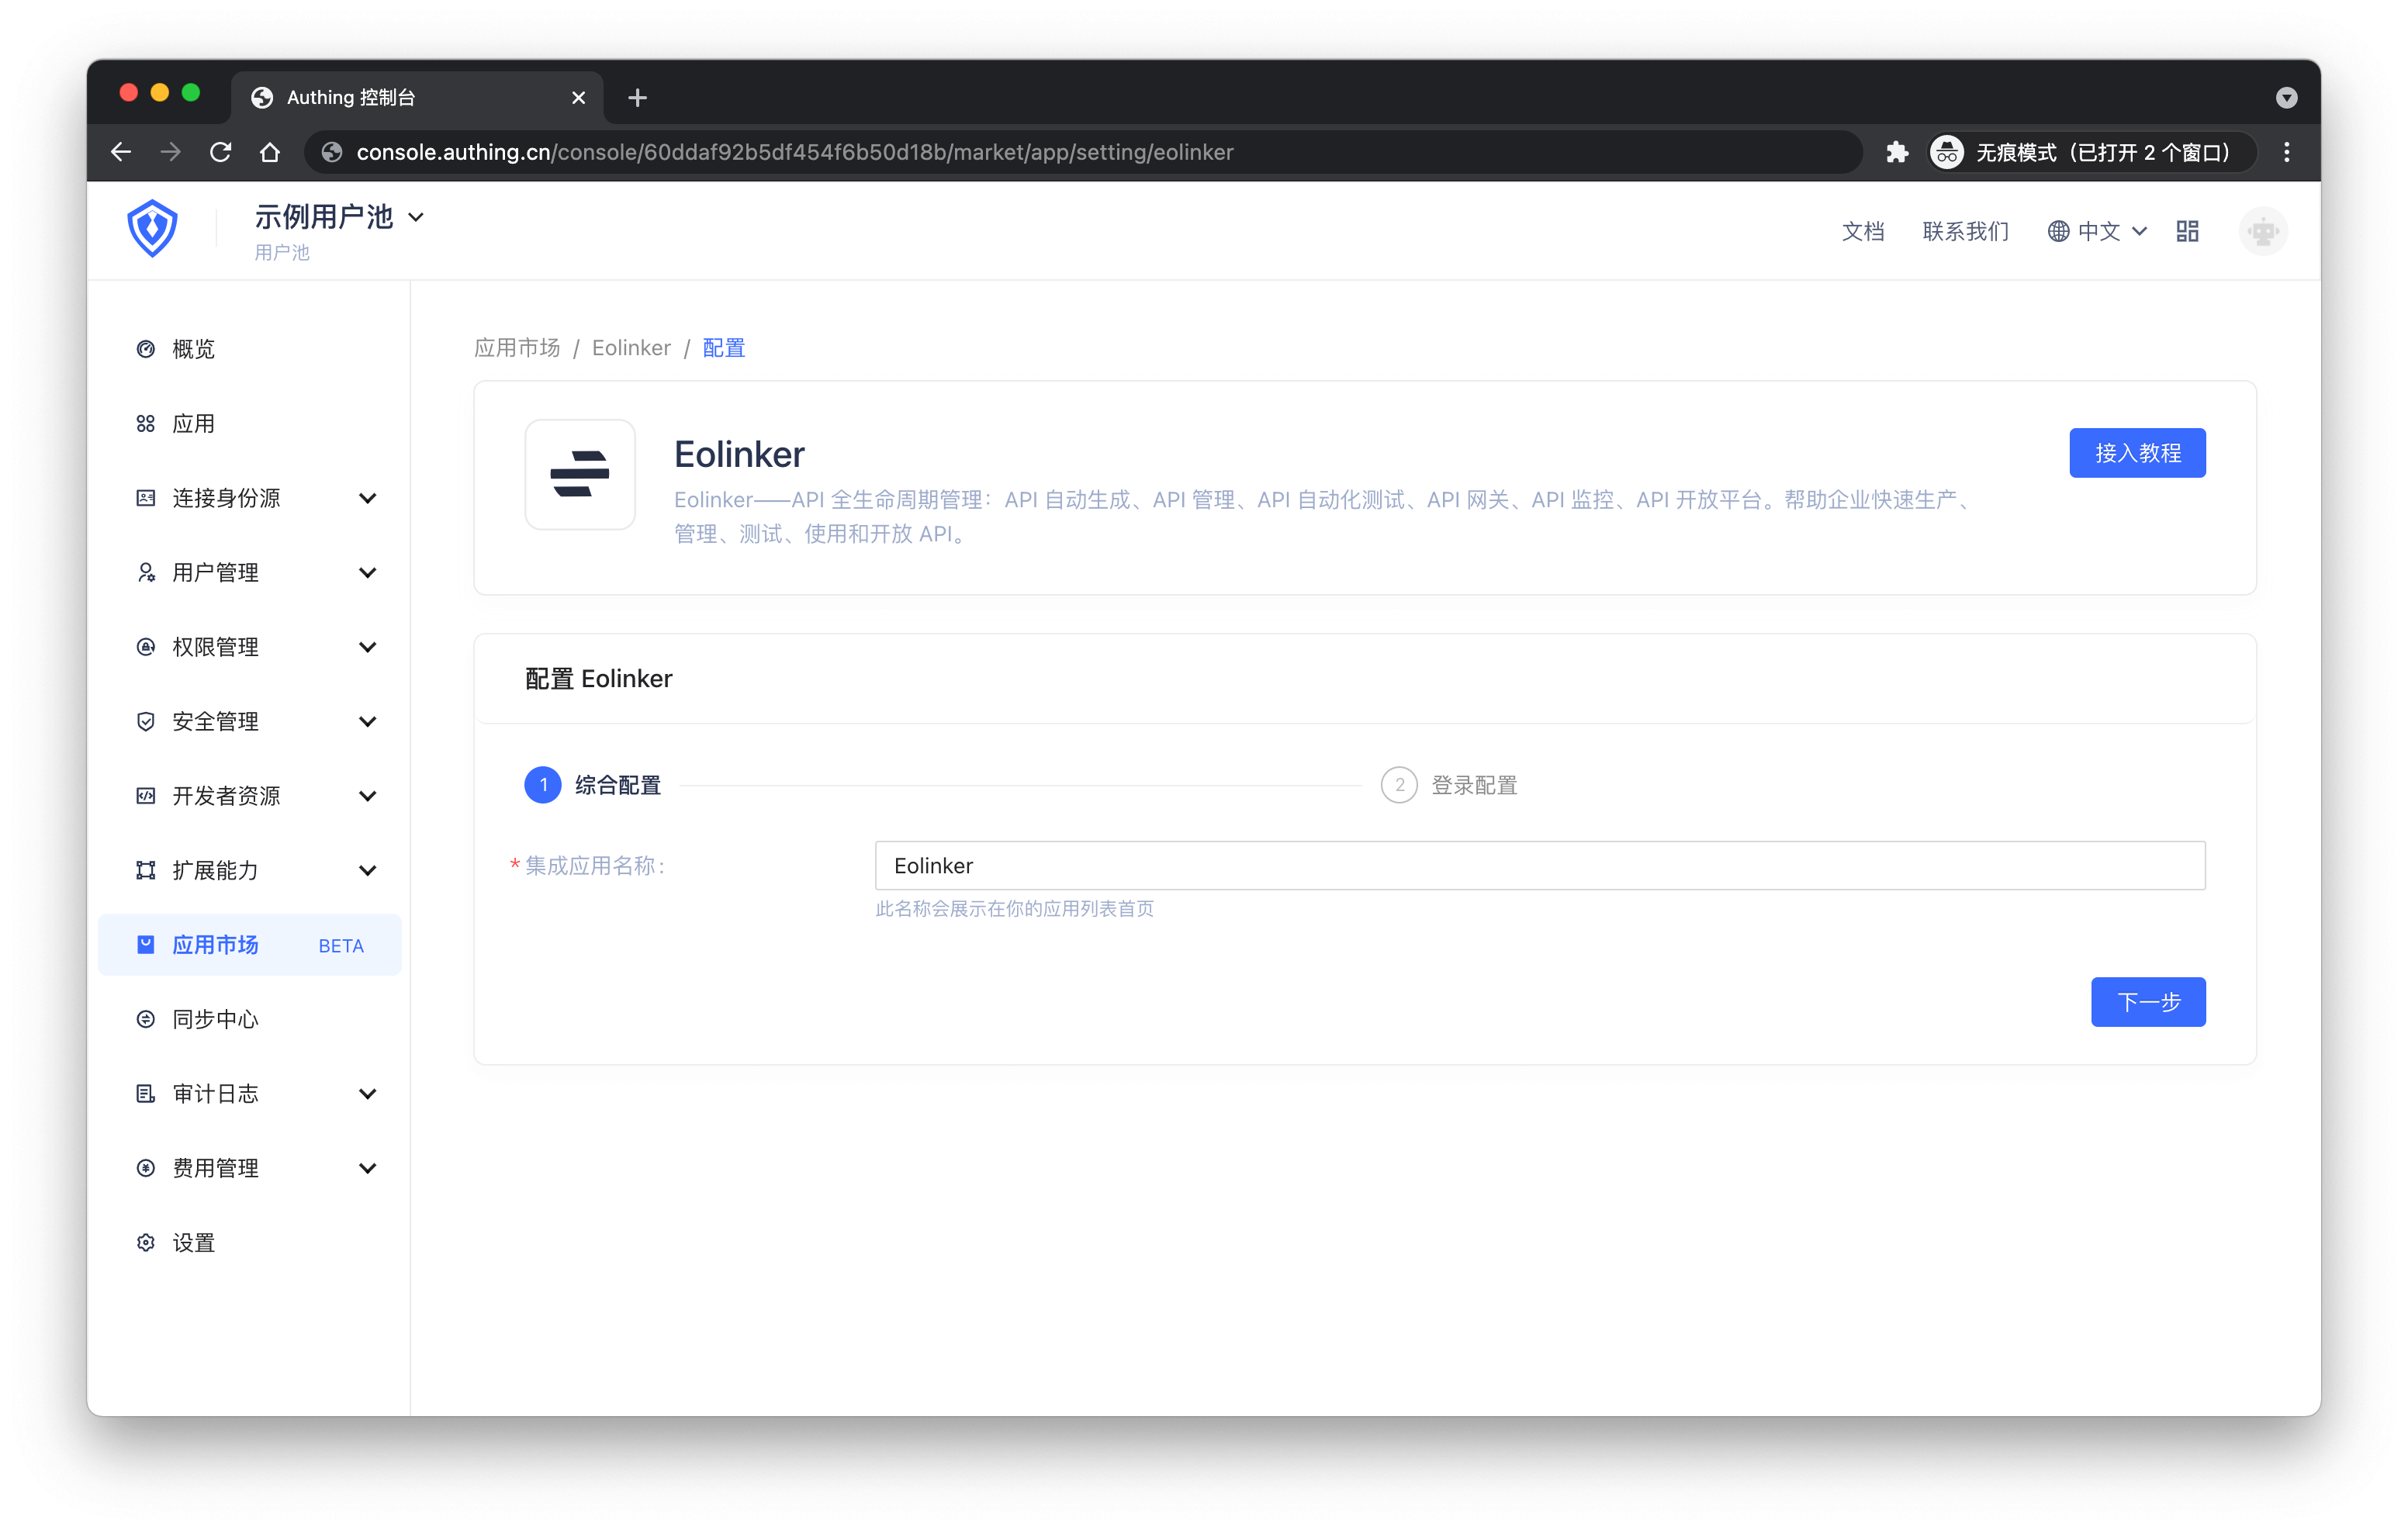 Authing 控制台
console.authing.cn/console/60ddaf92b5df454f6b50d18b/market/app/setting/eolinker
无痕模式（已打开 2 个窗口）
示例用户池
用户池
文档
联系我们
中文
概览
应用
连接身份源
用户管理
权限管理
安全管理
开发者资源
扩展能力
应用市场 BETA
同步中心
审计日志
费用管理
设置
应用市场 / Eolinker / 配置
Eolinker
接入教程
Eolinker——API 全生命周期管理：API 自动生成、API 管理、API 自动化测试、API 网关、API 监控、API 开放平台。帮助企业快速生产、
管理、测试、使用和开放 API。
配置 Eolinker
1 综合配置
2 登录配置
* 集成应用名称：
Eolinker
此名称会展示在你的应用列表首页
下一步